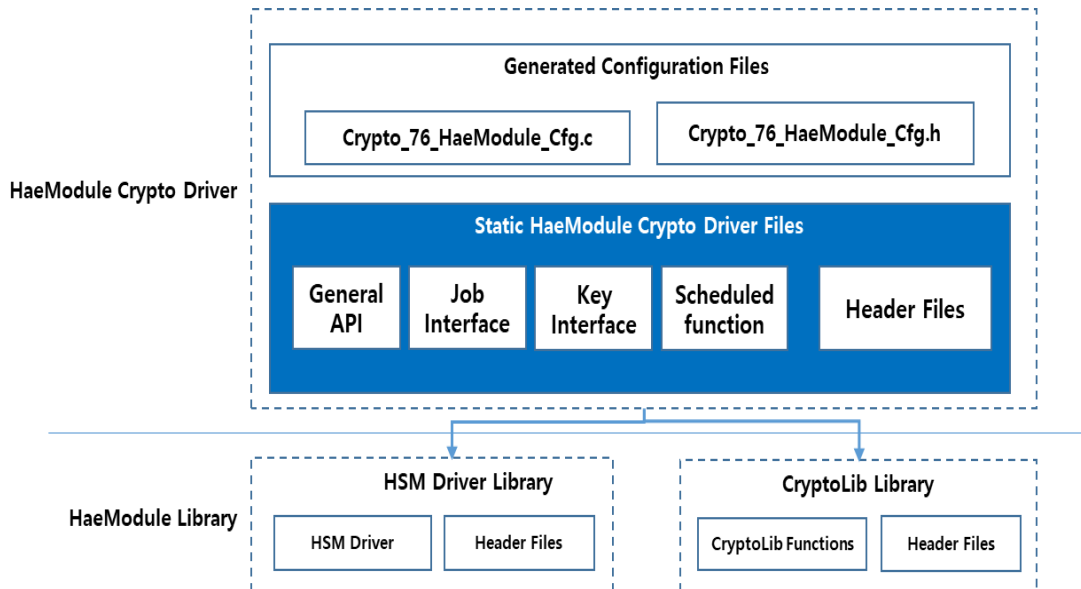 Generated Configuration Files
Crypto_76_HaeModule_Cfg.c
Crypto_76_HaeModule_Cfg.h
HaeModule Crypto Driver
Static HaeModule Crypto Driver Files
General
API
Job
Interface
Key
Interface
Scheduled
function
Header Files
HSM Driver Library
CryptoLib Library
HaeModule Library
HSM Driver
Header Files
CryptoLib Functions
Header Files